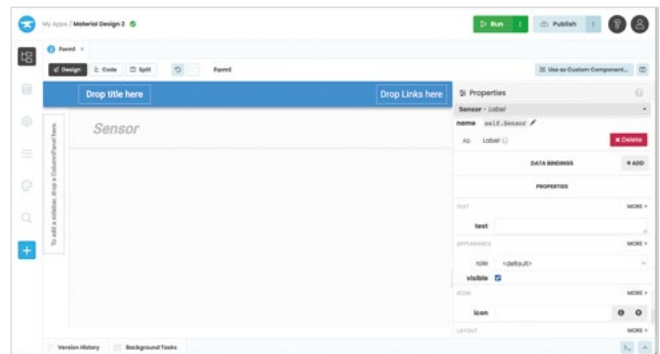 My Apps / Material Design 2
Run
Publish
Form1 ×
Design
Code
Split
Form1
Use as Custom Component...
Drop title here
Drop Links here
To add a sidebar, drop a ColumnPanel here.
Sensor
Properties
Sensor - Label
name self.Sensor
Ab Label
× Delete
DATA BINDINGS
+ ADD
PROPERTIES
TEXT MORE
text
APPEARANCE MORE
role <default>
visible
ICON MORE
icon
LAYOUT MORE
Version History
Background Tasks